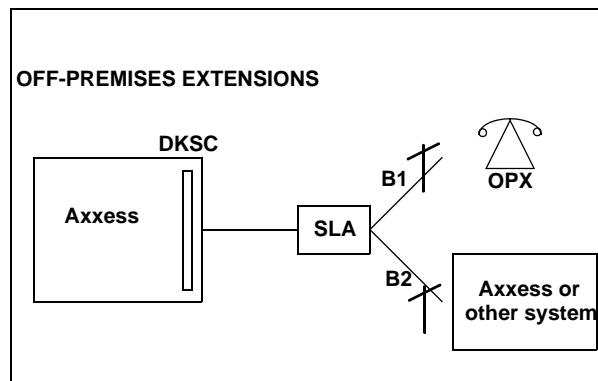 OFF-PREMISES EXTENSIONS
DKSC
Axxess
SLA
B1
OPX
B2
Axxess or
other system